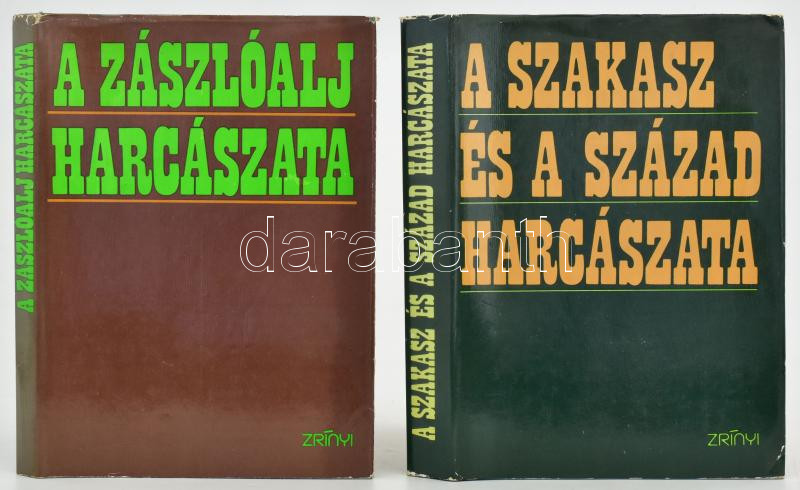 A ZÁSZLÓALJ HARCÁSZATA
A ZÁSZLÓALJ
HARCÁSZATA
ZRÍNYI
A SZAKASZ ÉS A SZÁZAD HARCÁSZATA
A SZAKASZ
ÉS A SZÁZAD
HARCÁSZATA
ZRÍNYI
darabanth